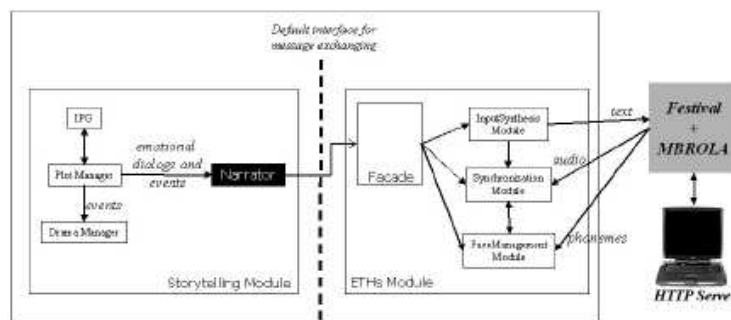 Default interface for
message exchanging
IPG
emotional
dialogs and
events
Plot Manager
Narrator
events
Drama Manager
Storytelling Module
Facade
InputSynthesis
Module
Synchronization
Module
FaceManagement
Module
ETHs Module
text
audio
phonemes
Festival
+
MBROLA
HTTP Serve